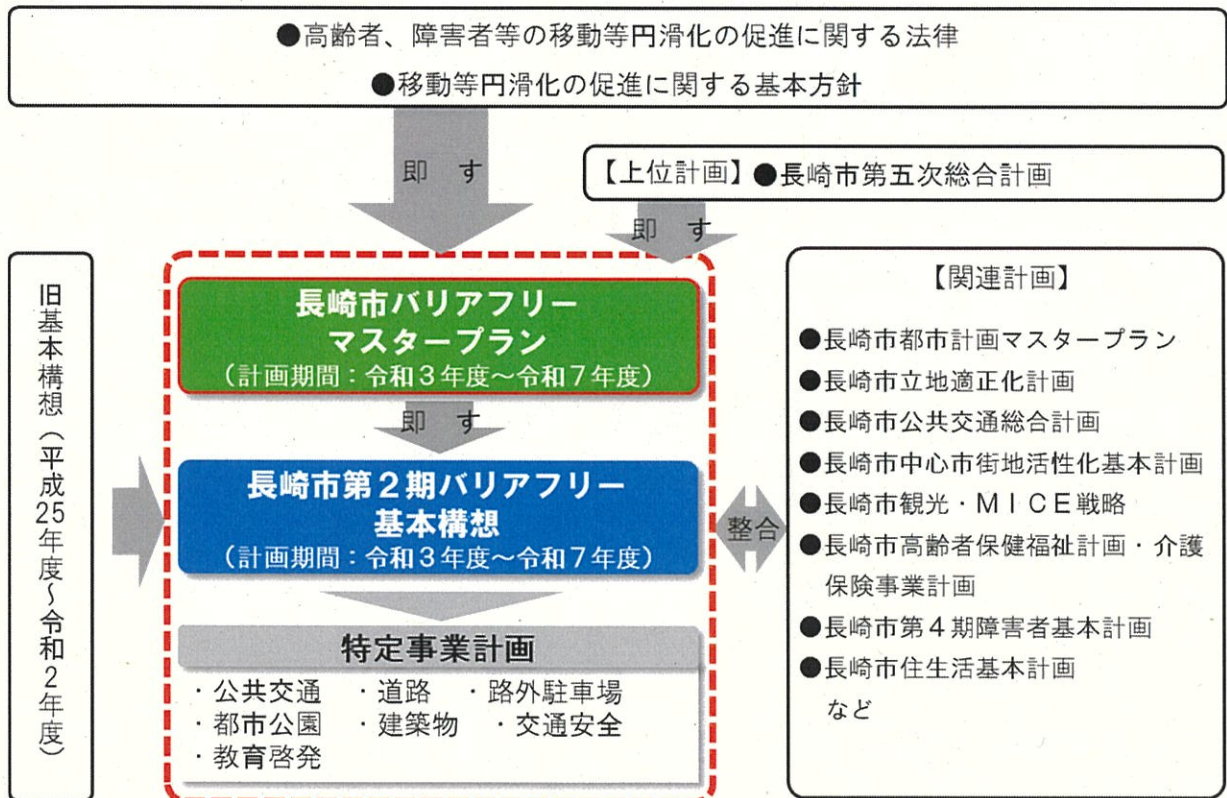 ●高齢者、障害者等の移動等円滑化の促進に関する法律
●移動等円滑化の促進に関する基本方針
即 す
【上位計画】●長崎市第五次総合計画
即 す
旧基本構想(平成25年度~令和2年度)
長崎市バリアフリー
マスタープラン
(計画期間:令和3年度~令和7年度)
即 す
長崎市第2期バリアフリー
基本構想
(計画期間:令和3年度~令和7年度)
特定事業計画
・公共交通 ・道路 ・路外駐車場
・都市公園 ・建築物 ・交通安全
・教育啓発
整合
【関連計画】
●長崎市都市計画マスタープラン
●長崎市立地適正化計画
●長崎市公共交通総合計画
●長崎市中心市街地活性化基本計画
●長崎市観光・MICE戦略
●長崎市高齢者保健福祉計画・介護
保険事業計画
●長崎市第4期障害者基本計画
●長崎市住生活基本計画
など